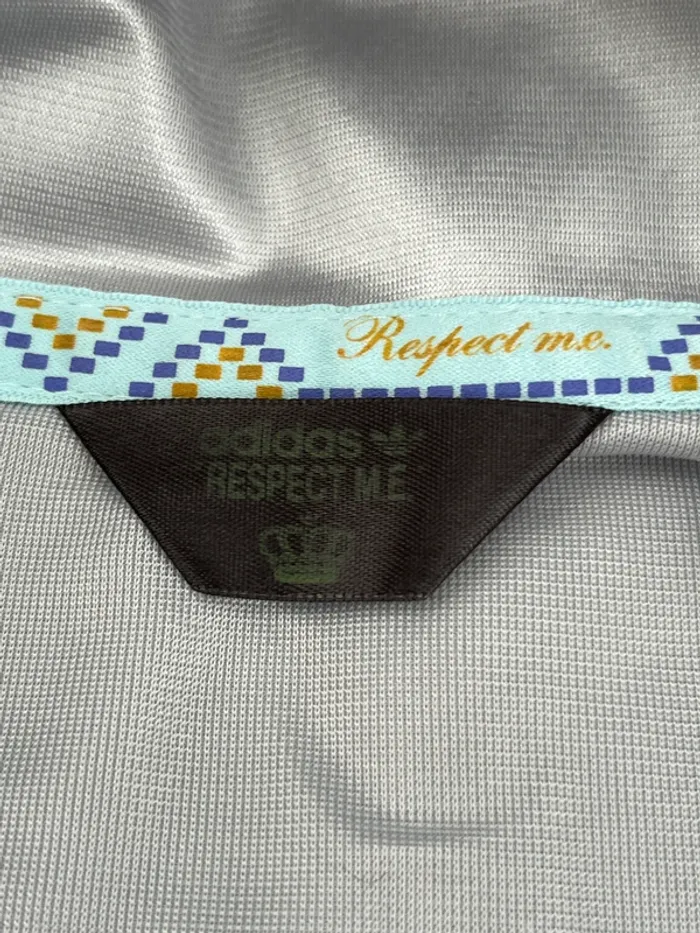 Respect m.e.
adidas
RESPECT M.E.